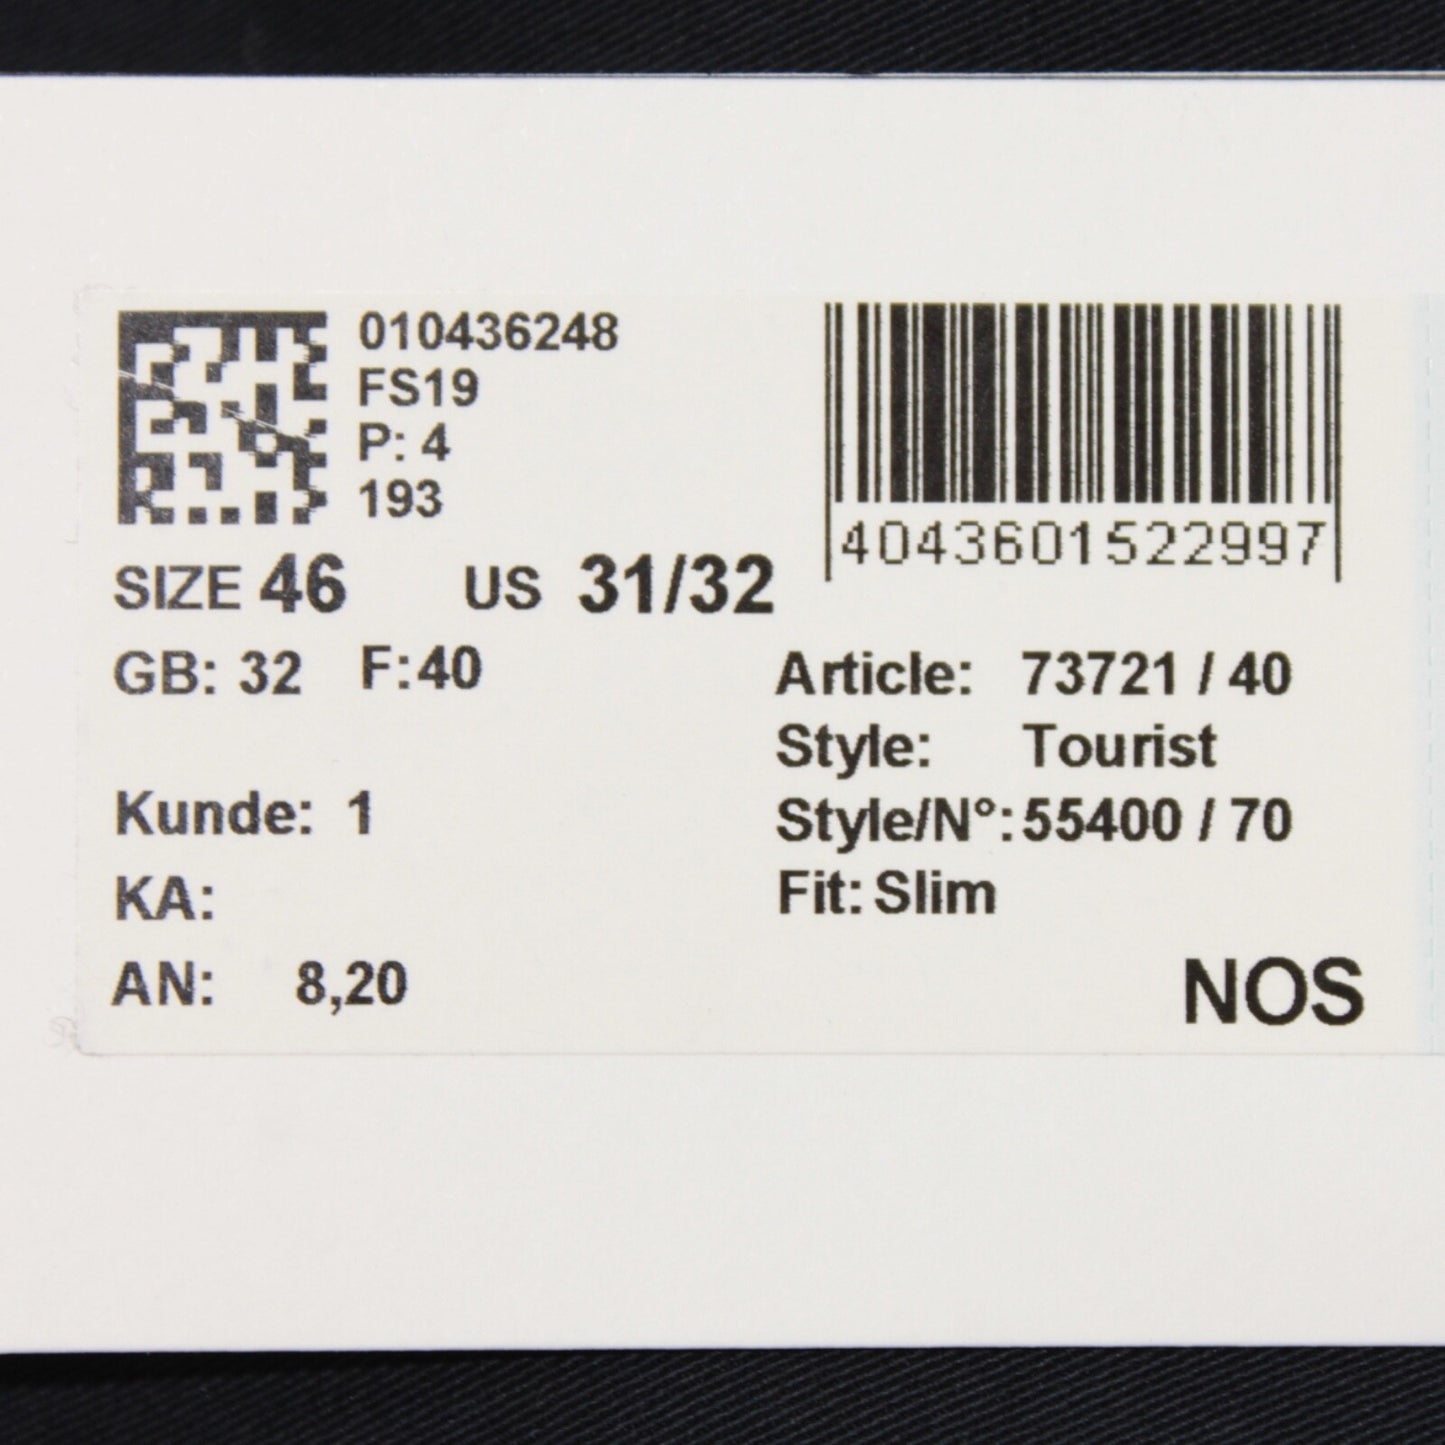 010436248
FS19
P: 4
193
4043601522997
SIZE 46 US 31/32
GB: 32 F:40
Kunde: 1
KA:
AN: 8,20
Article: 73721 / 40
Style: Tourist
Style/N°: 55400 / 70
Fit: Slim
NOS